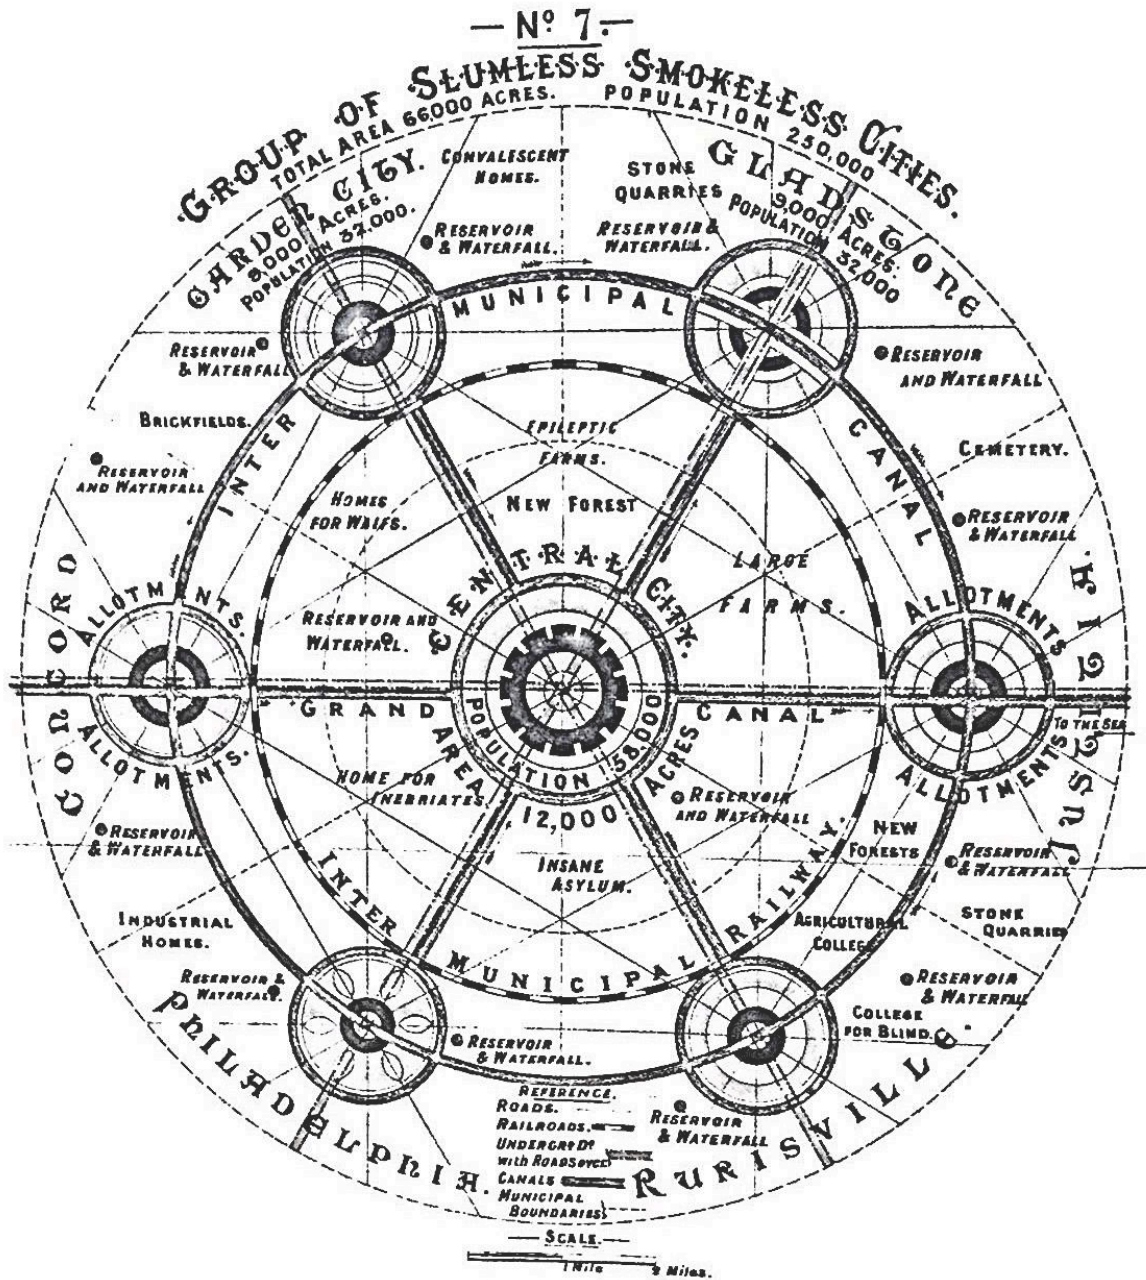 — Nº 7. —
GROUP OF SLUMLESS SMOKELESS CITIES.
TOTAL AREA 66,000 ACRES. POPULATION 250,000
GARDEN CITY.
9,000 ACRES.
POPULATION 32,000.
CONVALESCENT
HOMES.
STONE
QUARRIES
GLADSTONE
9,000 ACRES.
POPULATION 32,000
RESERVOIR
& WATERFALL.
RESERVOIR &
WATERFALL.
INTER MUNICIPAL CANAL
RESERVOIR
& WATERFALL
RESERVOIR
AND WATERFALL
BRICKFIELDS.
EPILEPTIC
FARMS.
CEMETERY.
RESERVOIR
AND WATERFALL
HOMES
FOR WAIFS.
NEW FOREST
RESERVOIR
& WATERFALL
LARGE
FARMS.
CENTRAL CITY.
CONCORD
ALLOTMENTS.
ALLOTMENTS
JUSTITIA
RESERVOIR AND
WATERFALL.
GRAND CANAL
TO THE SEA
POPULATION 58,000
AREA 12,000 ACRES
ALLOTMENTS.
ALLOTMENTS
HOME FOR
INEBRIATES.
RESERVOIR
AND WATERFALL
RESERVOIR
& WATERFALL
NEW
FORESTS
RESERVOIR
& WATERFALL
INSANE
ASYLUM.
INTER MUNICIPAL RAILWAY.
INDUSTRIAL
HOMES.
AGRICULTURAL
COLLEGE
STONE
QUARRIES
RESERVOIR &
WATERFALL.
RESERVOIR
& WATERFALL
COLLEGE
FOR BLIND.
RESERVOIR
& WATERFALL.
PHILADELPHIA.
RURISVILLE.
RESERVOIR
& WATERFALL
REFERENCE.
ROADS.
RAILROADS.
UNDERGRD Dº
WITH ROADS OVER
CANALS
MUNICIPAL
BOUNDARIES
— SCALE. —
1 Mile 2 Miles.